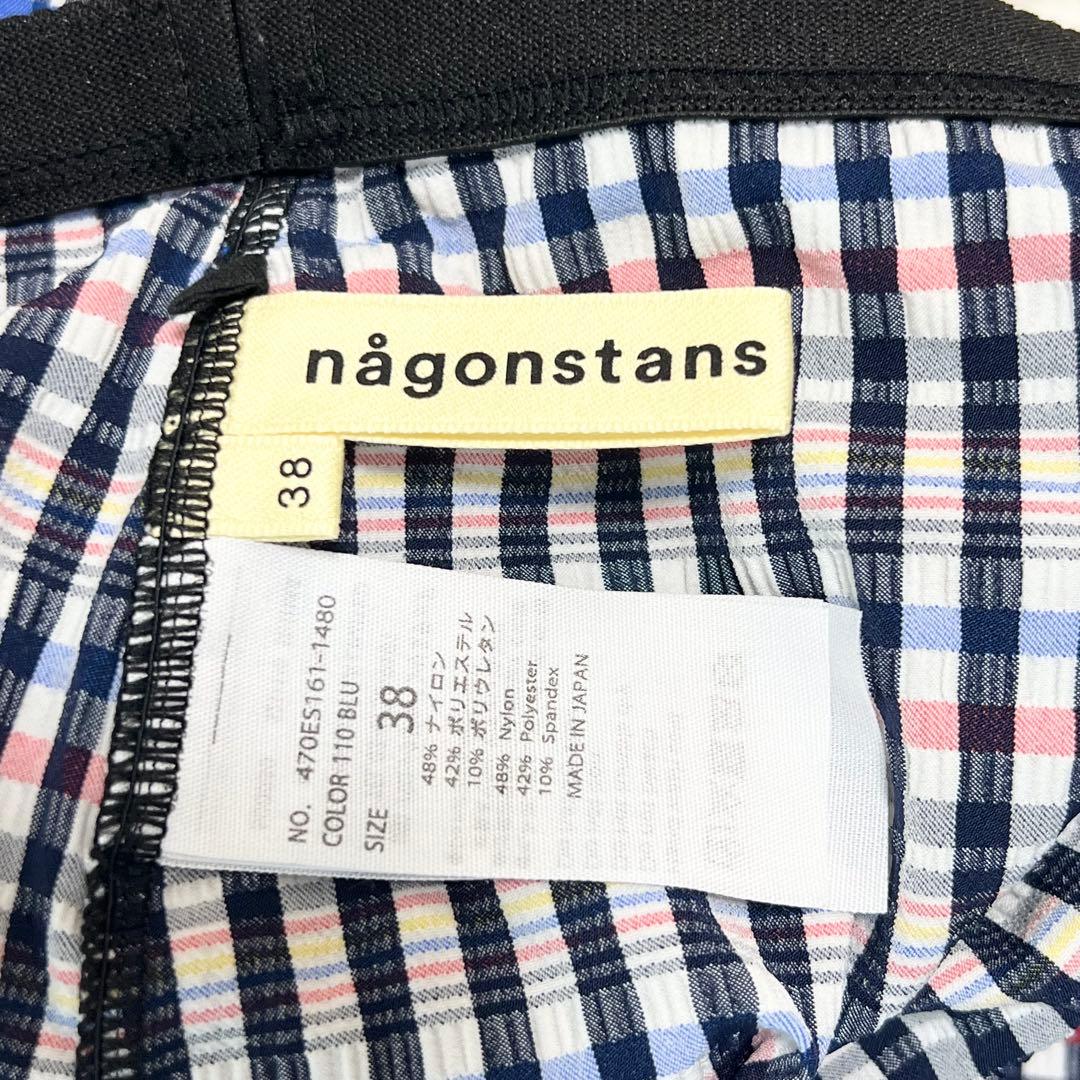 någonstans
38
NO. 470ES161-1480
COLOR 110 BLU
SIZE 38
48% ナイロン
42% ポリエステル
10% ポリウレタン
48% Nylon
42% Polyester
10% Spandex
MADE IN JAPAN